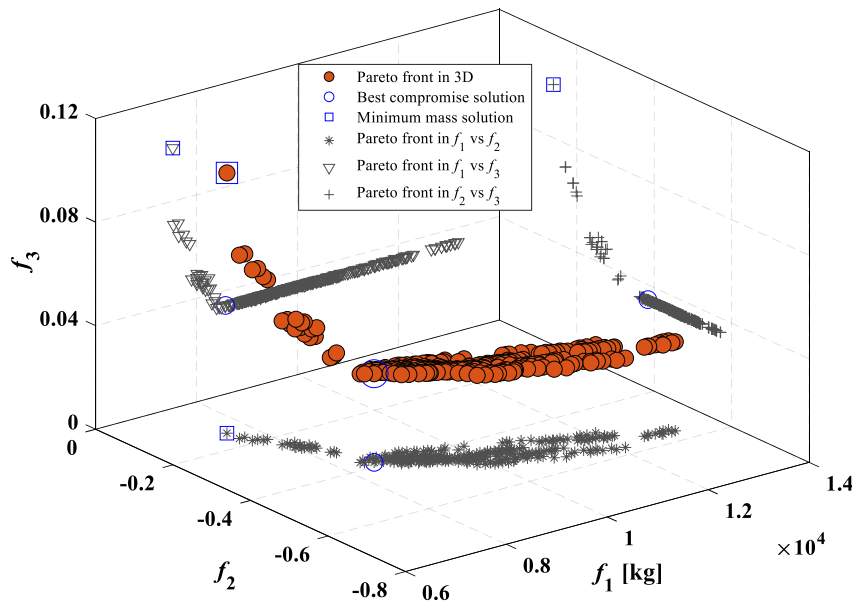 Pareto front in 3D
Best compromise solution
Minimum mass solution
Pareto front in f1 vs f2
Pareto front in f1 vs f3
Pareto front in f2 vs f3
0.12
0.08
0.04
0
f3
0
-0.2
-0.4
-0.6
-0.8
f2
0.6
0.8
1
1.2
1.4
×10^4
f1 [kg]